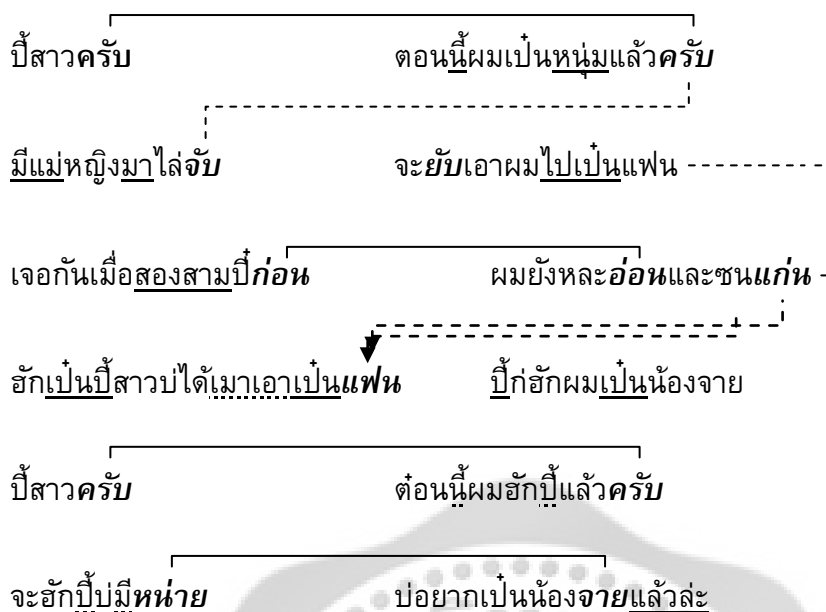 ปี้สาวครับ ตอนนี้ผมเป๋นหนุ่มแล้วครับ
มีแม่หญิงมาไล่จับ จะยับเอาผมไปเป๋นแฟน
เจอกันเมื่อสองสามปี๋ก่อน ผมยังหละอ่อนและซนแก่น
ฮักเป๋นปี้สาวบ่ได้เมาเอาเป๋นแฟน ปี้ก่ฮักผมเป๋นน้องจาย
ปี้สาวครับ ต๋อนนี้ผมฮักปี้แล้วครับ
จะฮักปี้บ่มีหน่าย บ่อยากเป๋นน้องจายแล้วล่ะ